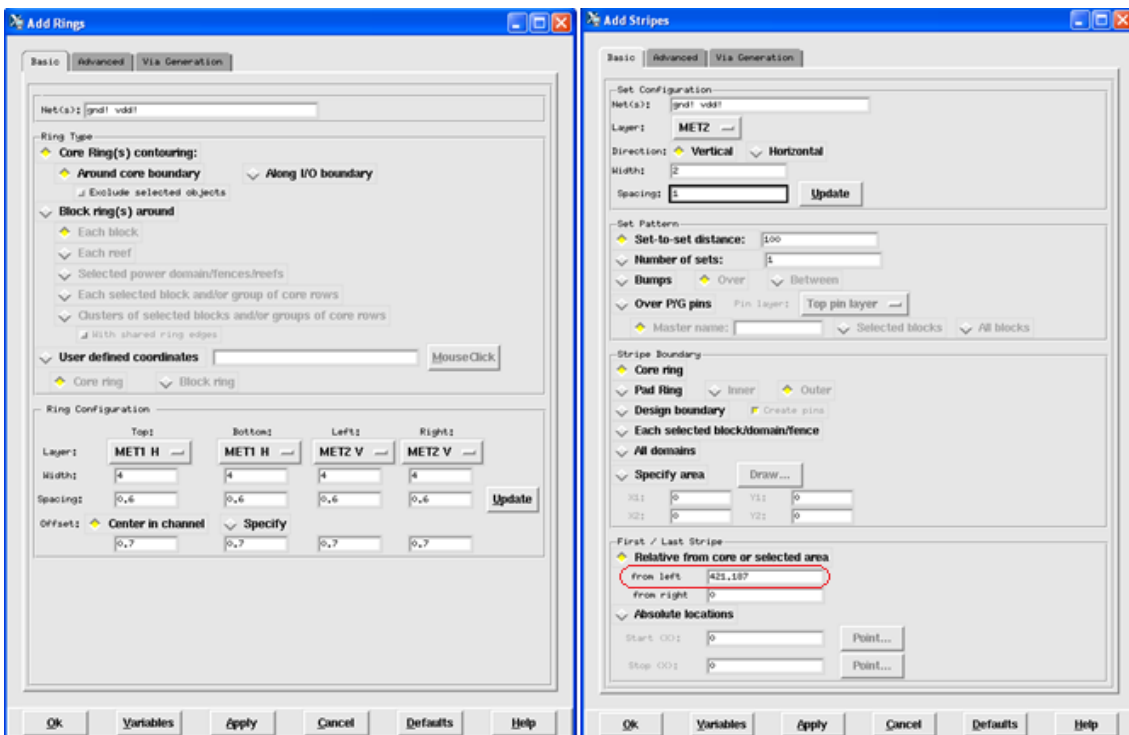 Add Rings
Basic Advanced Via Generation
Net(s): gnd! vdd!
Ring Type
Core Ring(s) contouring:
Around core boundary Along I/O boundary
Exclude selected objects
Block ring(s) around
Each block
Each reef
Selected power domain/fences/reefs
Each selected block and/or group of core rows
Clusters of selected blocks and/or groups of core rows
With shared ring edges
User defined coordinates MouseClick
Core ring Block ring
Ring Configuration
Top: Bottom: Left: Right:
Layer: MET1 H MET1 H MET2 V MET2 V
Width: 4 4 4 4
Spacing: 0.6 0.6 0.6 0.6 Update
Offset: Center in channel Specify
0.7 0.7 0.7 0.7
Ok Variables Apply Cancel Defaults Help
Add Stripes
Basic Advanced Via Generation
Set Configuration
Net(s): gnd! vdd!
Layer: MET2
Direction: Vertical Horizontal
Width: 2
Spacing: 1 Update
Set Pattern
Set-to-set distance: 100
Number of sets: 1
Bumps Over Between
Over P/G pins Pin layer: Top pin layer
Master name: Selected blocks All blocks
Stripe Boundary
Core ring
Pad Ring Inner Outer
Design boundary Create pins
Each selected block/domain/fence
All domains
Specify area Draw...
X1: 0 Y1: 0
X2: 0 Y2: 0
First / Last Stripe
Relative from core or selected area
from left 421.187
from right 0
Absolute locations
Start (X): 0 Point...
Stop (X): 0 Point...
Ok Variables Apply Cancel Defaults Help